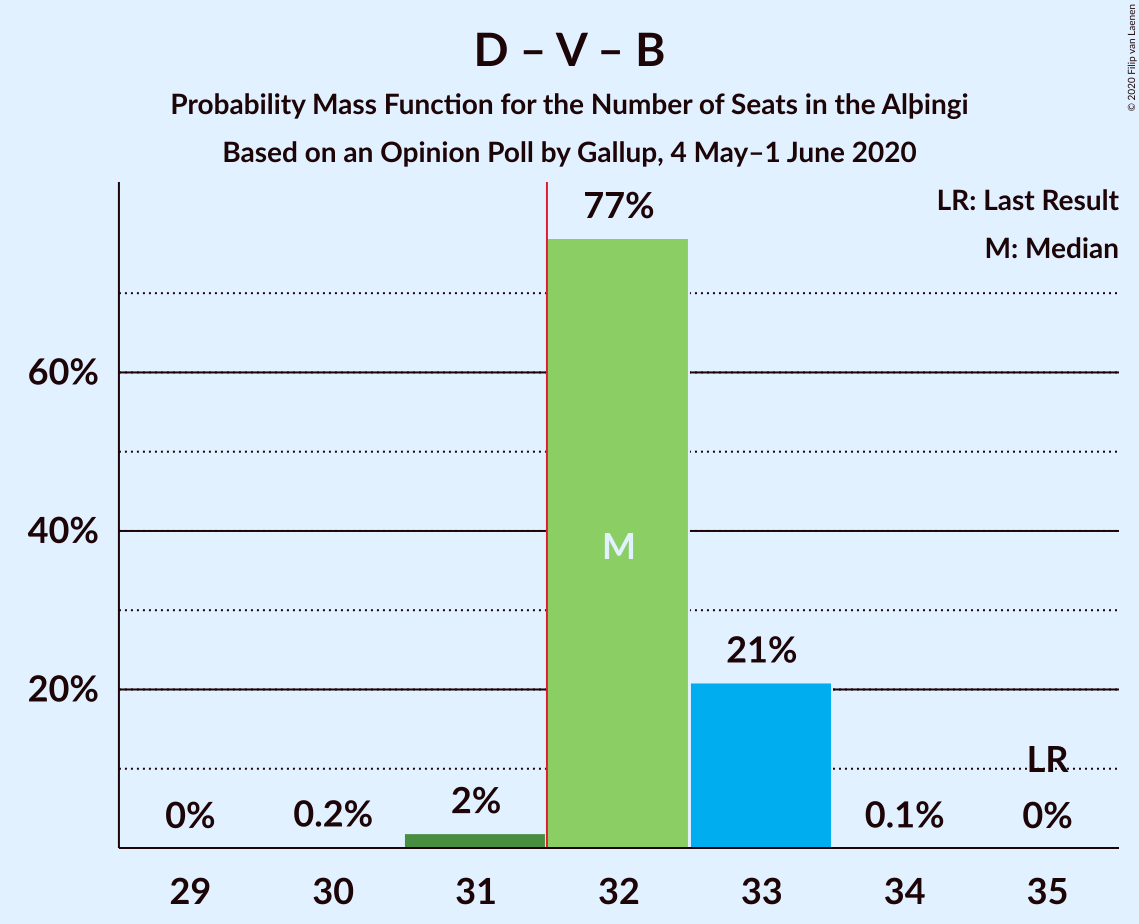 D – V – B
Probability Mass Function for the Number of Seats in the Alþingi
Based on an Opinion Poll by Gallup, 4 May–1 June 2020
© 2020 Filip van Laenen
LR: Last Result
M: Median
77%
60%
40%
20%
M
21%
LR
0%
0.2%
2%
0.1%
0%
29
30
31
32
33
34
35